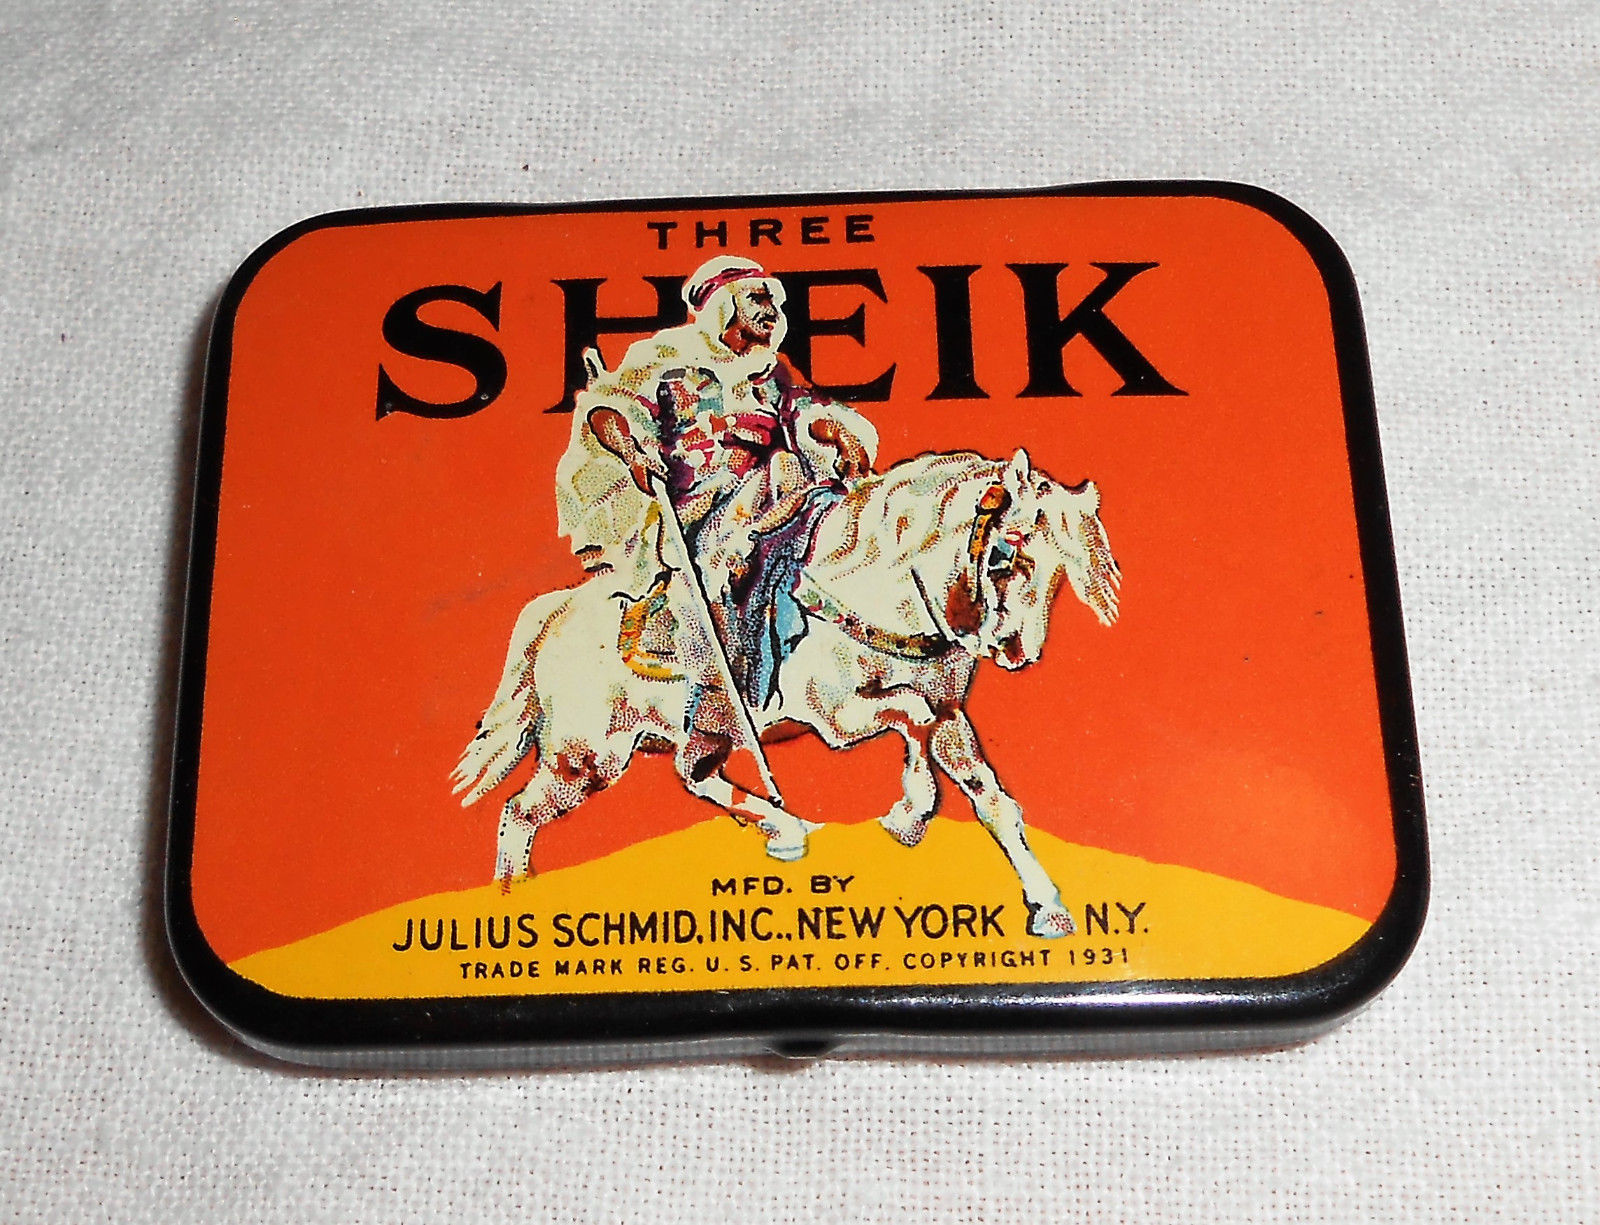 THREE
SHEIK
MFD. BY
JULIUS SCHMID, INC., NEW YORK N.Y.
TRADE MARK REG. U. S. PAT. OFF. COPYRIGHT 1931